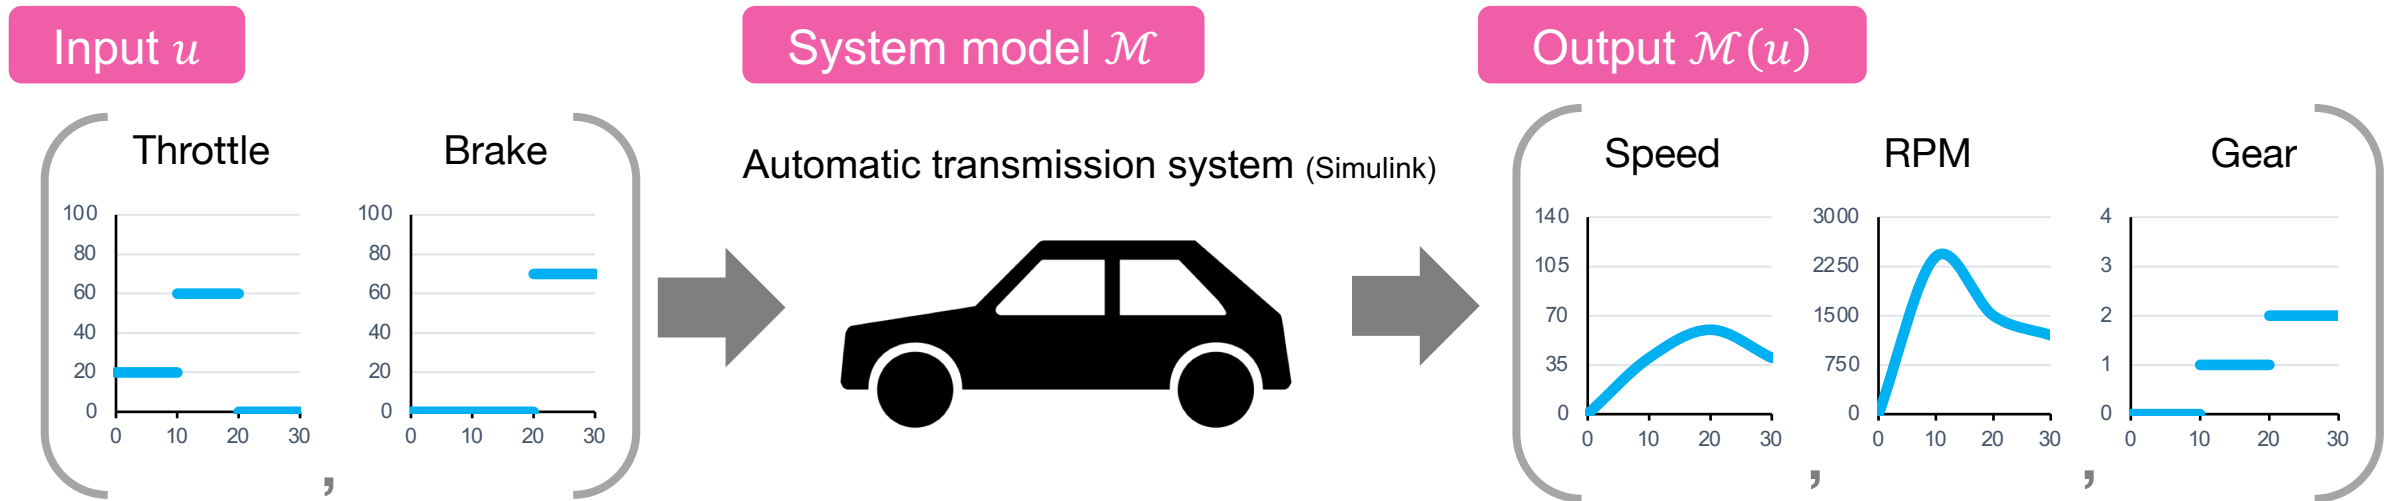 Input u
System model ℳ
Output ℳ(u)
Throttle
Brake
Automatic transmission system (Simulink)
Speed
RPM
Gear
100
80
60
40
20
0
0 10 20 30
,
100
80
60
40
20
0
0 10 20 30
140
105
70
35
0
0 10 20 30
,
3000
2250
1500
750
0
0 10 20 30
,
4
3
2
1
0
0 10 20 30